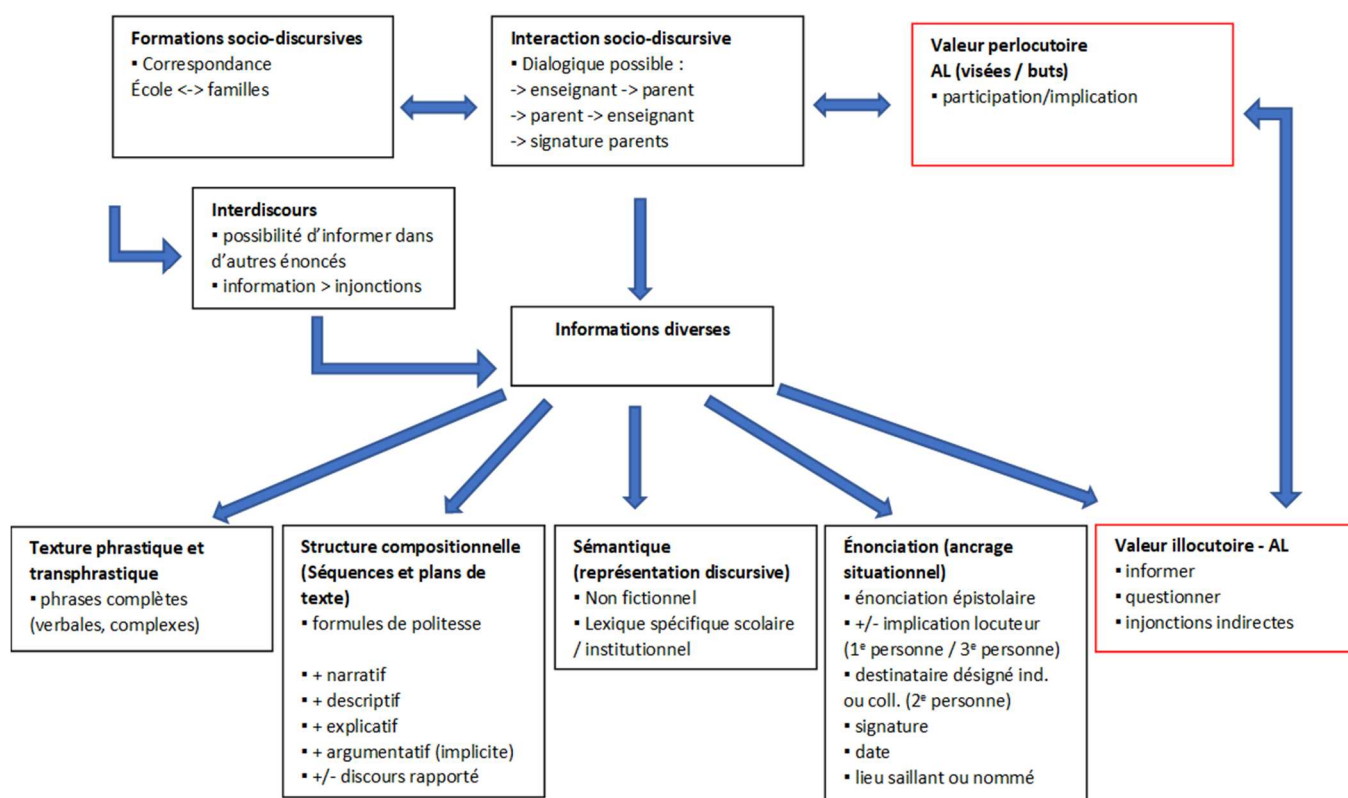 Formations socio-discursives
▪ Correspondance
École <-> familles
Interaction socio-discursive
▪ Dialogique possible :
-> enseignant -> parent
-> parent -> enseignant
-> signature parents
Valeur perlocutoire
AL (visées / buts)
▪ participation/implication
Interdiscours
▪ possibilité d’informer dans
d’autres énoncés
▪ information > injonctions
Informations diverses
Texture phrastique et
transphrastique
▪ phrases complètes
(verbales, complexes)
Structure compositionnelle
(Séquences et plans de
texte)
▪ formules de politesse
▪ + narratif
▪ + descriptif
▪ + explicatif
▪ + argumentatif (implicite)
▪ +/- discours rapporté
Sémantique
(représentation discursive)
▪ Non fictionnel
▪ Lexique spécifique scolaire
/ institutionnel
Énonciation (ancrage
situationnel)
▪ énonciation épistolaire
▪ +/- implication locuteur
(1ᵉ personne / 3ᵉ personne)
▪ destinataire désigné ind.
ou coll. (2ᵉ personne)
▪ signature
▪ date
▪ lieu saillant ou nommé
Valeur illocutoire - AL
▪ informer
▪ questionner
▪ injonctions indirectes